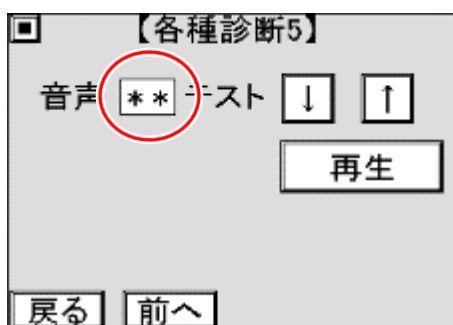 【各種診断5】
音声 ** テスト ↓ ↑
再生
戻る 前へ